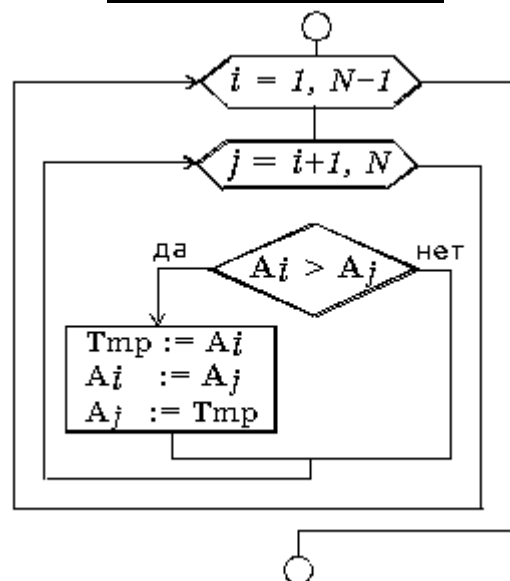 i = 1, N-1
j = i+1, N
да
Ai > Aj
нет
Tmp := Ai
Ai := Aj
Aj := Tmp